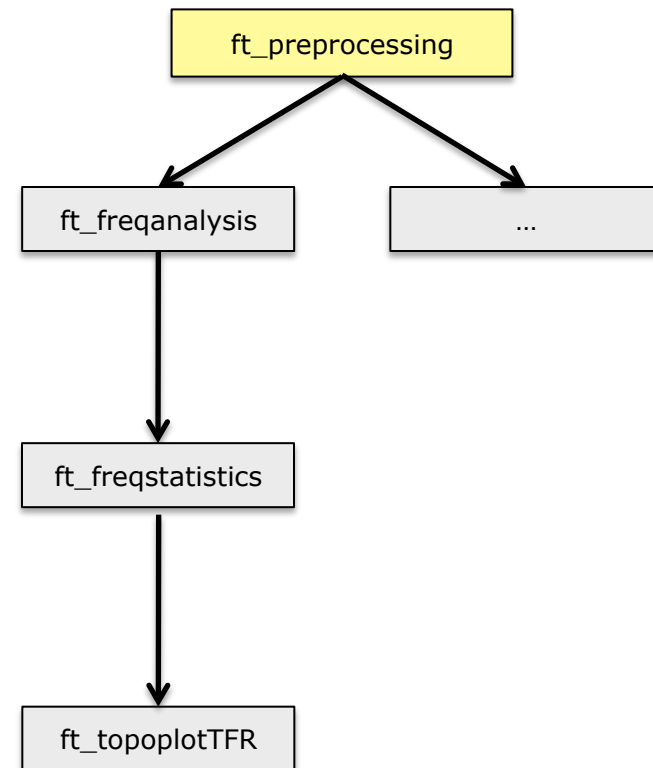 ft_preprocessing
ft_freqanalysis
…
ft_freqstatistics
ft_topoplotTFR